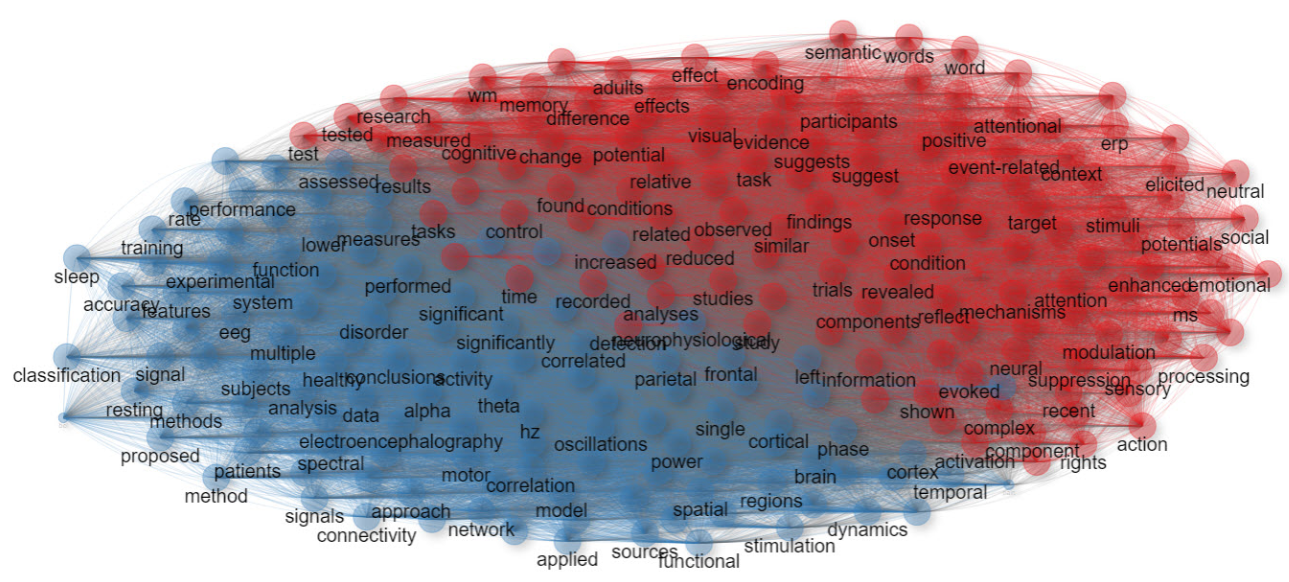 semantic
words
word
effect
encoding
adults
wm
memory
effects
research
difference
participants
attentional
tested
measured
visual
evidence
positive
erp
test
cognitive
change
potential
suggests
event-related
context
assessed
results
relative
task
suggest
elicited
neutral
performance
rate
found
conditions
findings
response
target
stimuli
social
training
lower
measures
tasks
control
related
observed
similar
onset
potentials
sleep
experimental
function
increased
reduced
condition
performed
time
trials
revealed
enhanced
emotional
accuracy
features
system
recorded
studies
attention
significant
analyses
components
reflect
mechanisms
ms
eeg
disorder
significantly
detection
neurophysiological
study
multiple
correlated
modulation
classification
signal
subjects
healthy
conclusions
activity
parietal
frontal
left
information
neural
suppression
processing
evoked
sensory
resting
methods
analysis
data
alpha
theta
shown
recent
electroencephalography
hz
oscillations
single
cortical
phase
complex
action
proposed
patients
spectral
motor
power
brain
cortex
activation
component
rights
method
correlation
temporal
signals
approach
model
spatial
regions
connectivity
network
dynamics
applied
sources
functional
stimulation